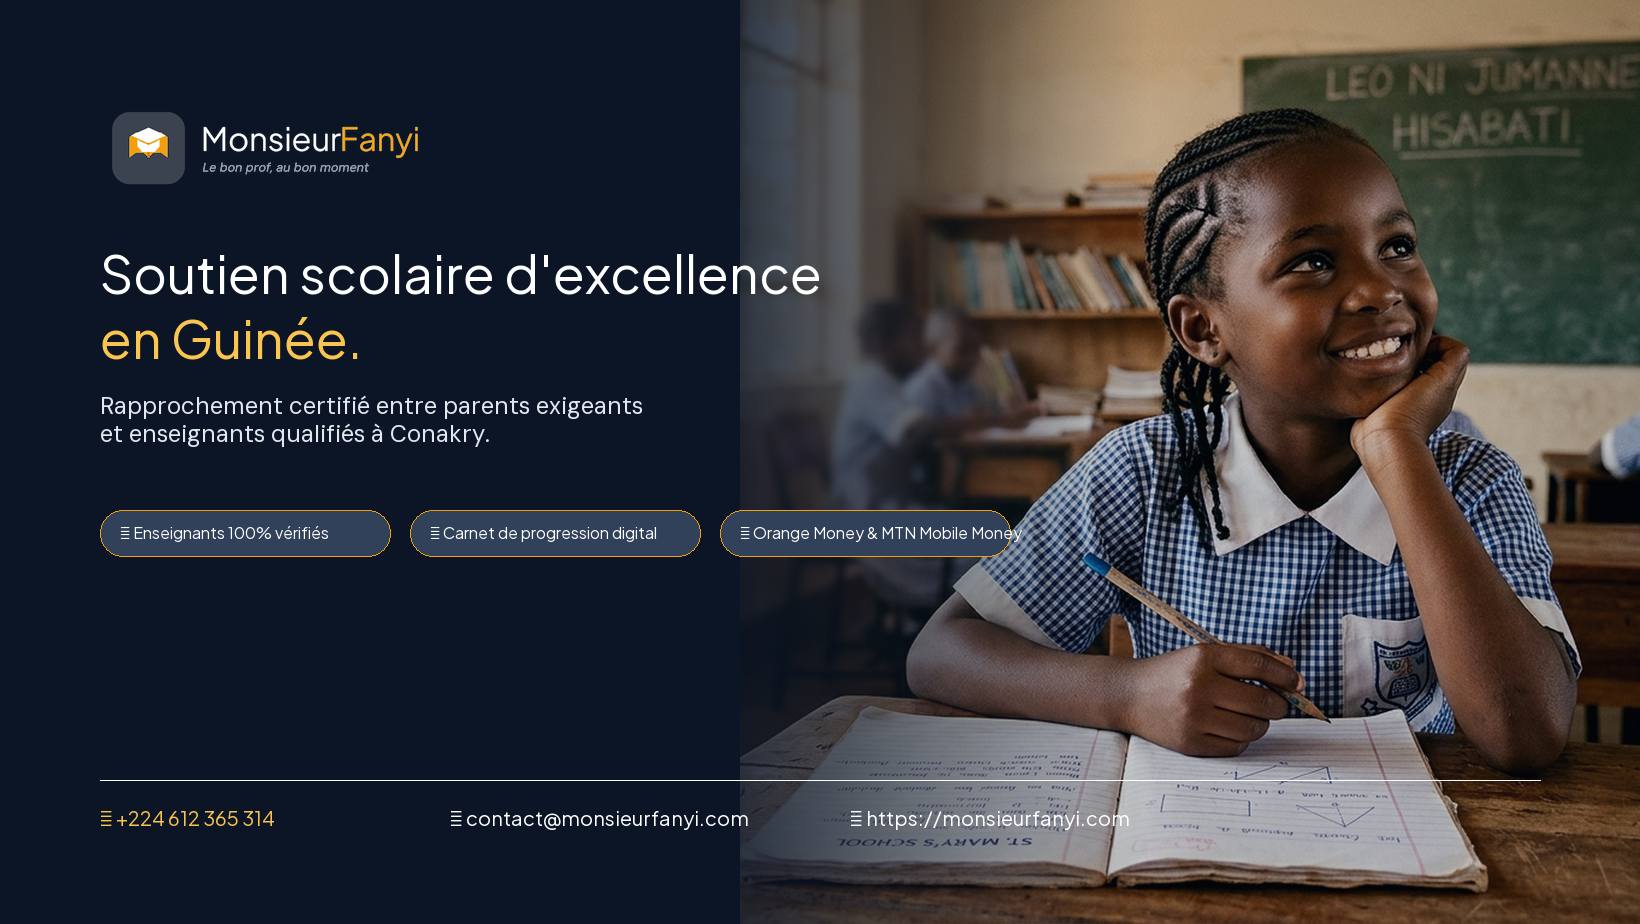 MonsieurFanyi
Le bon prof, au bon moment
LEO NI JUMANNE
HISABATI
Soutien scolaire d'excellence
en Guinée.
Rapprochement certifié entre parents exigeants
et enseignants qualifiés à Conakry.
Enseignants 100% vérifiés
Carnet de progression digital
Orange Money & MTN Mobile Money
+224 612 365 314
contact@monsieurfanyi.com
https://monsieurfanyi.com
ST. MARY'S SCHOOL